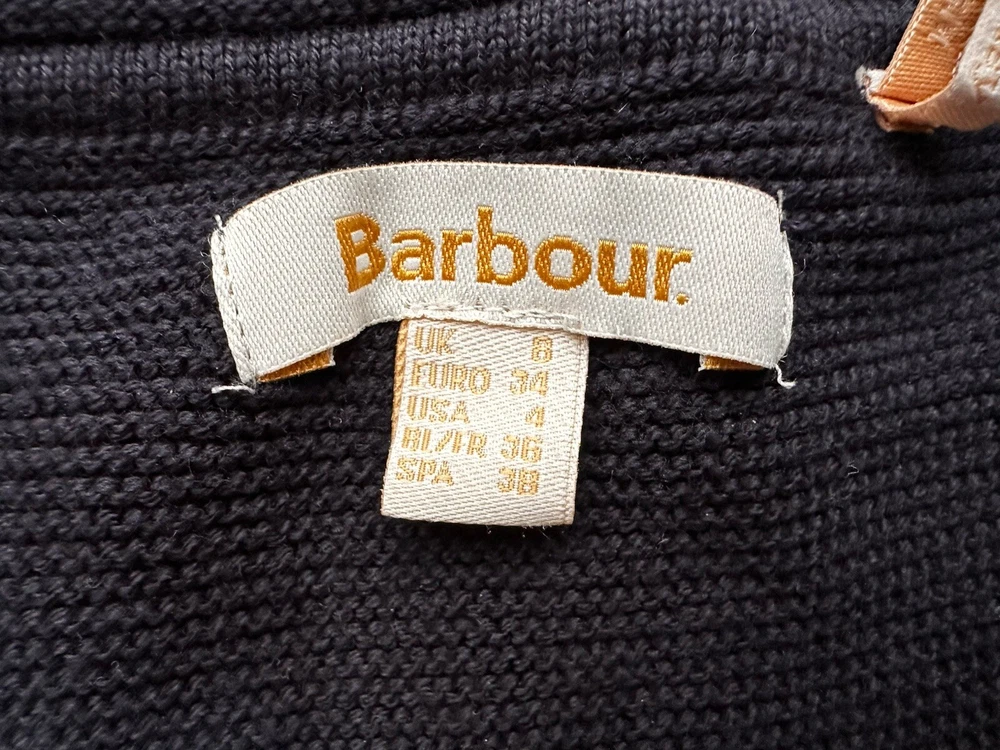 Barbour.
UK 8
EURO 34
USA 4
BI/FR 36
SPA 38